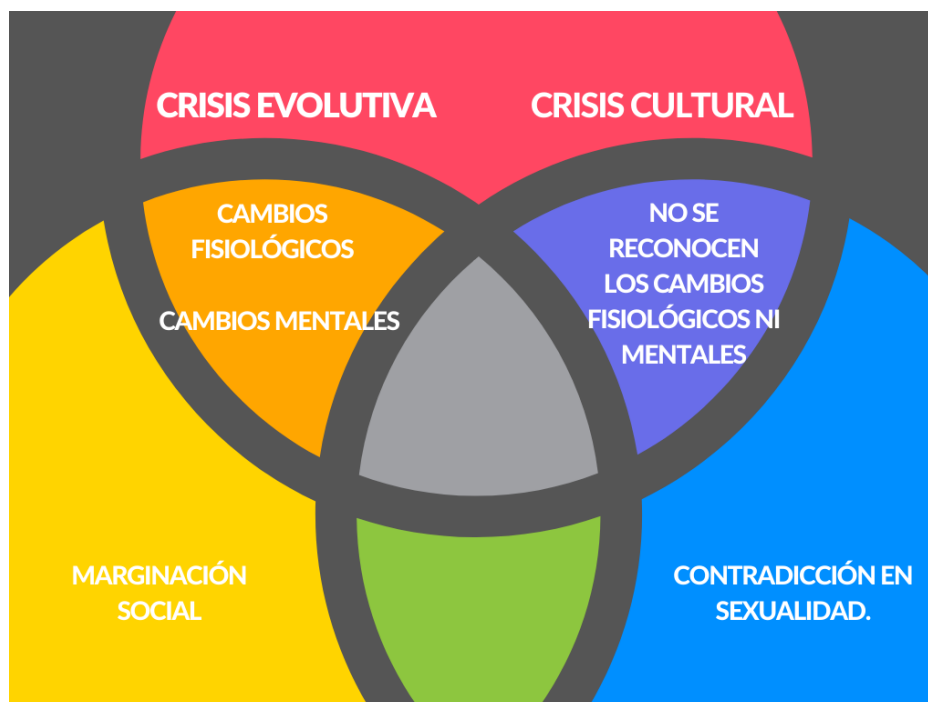 CRISIS EVOLUTIVA
CRISIS CULTURAL
CAMBIOS
FISIOLÓGICOS
CAMBIOS MENTALES
NO SE
RECONOCEN
LOS CAMBIOS
FISIOLÓGICOS NI
MENTALES
MARGINACIÓN
SOCIAL
CONTRADICCIÓN EN
SEXUALIDAD.